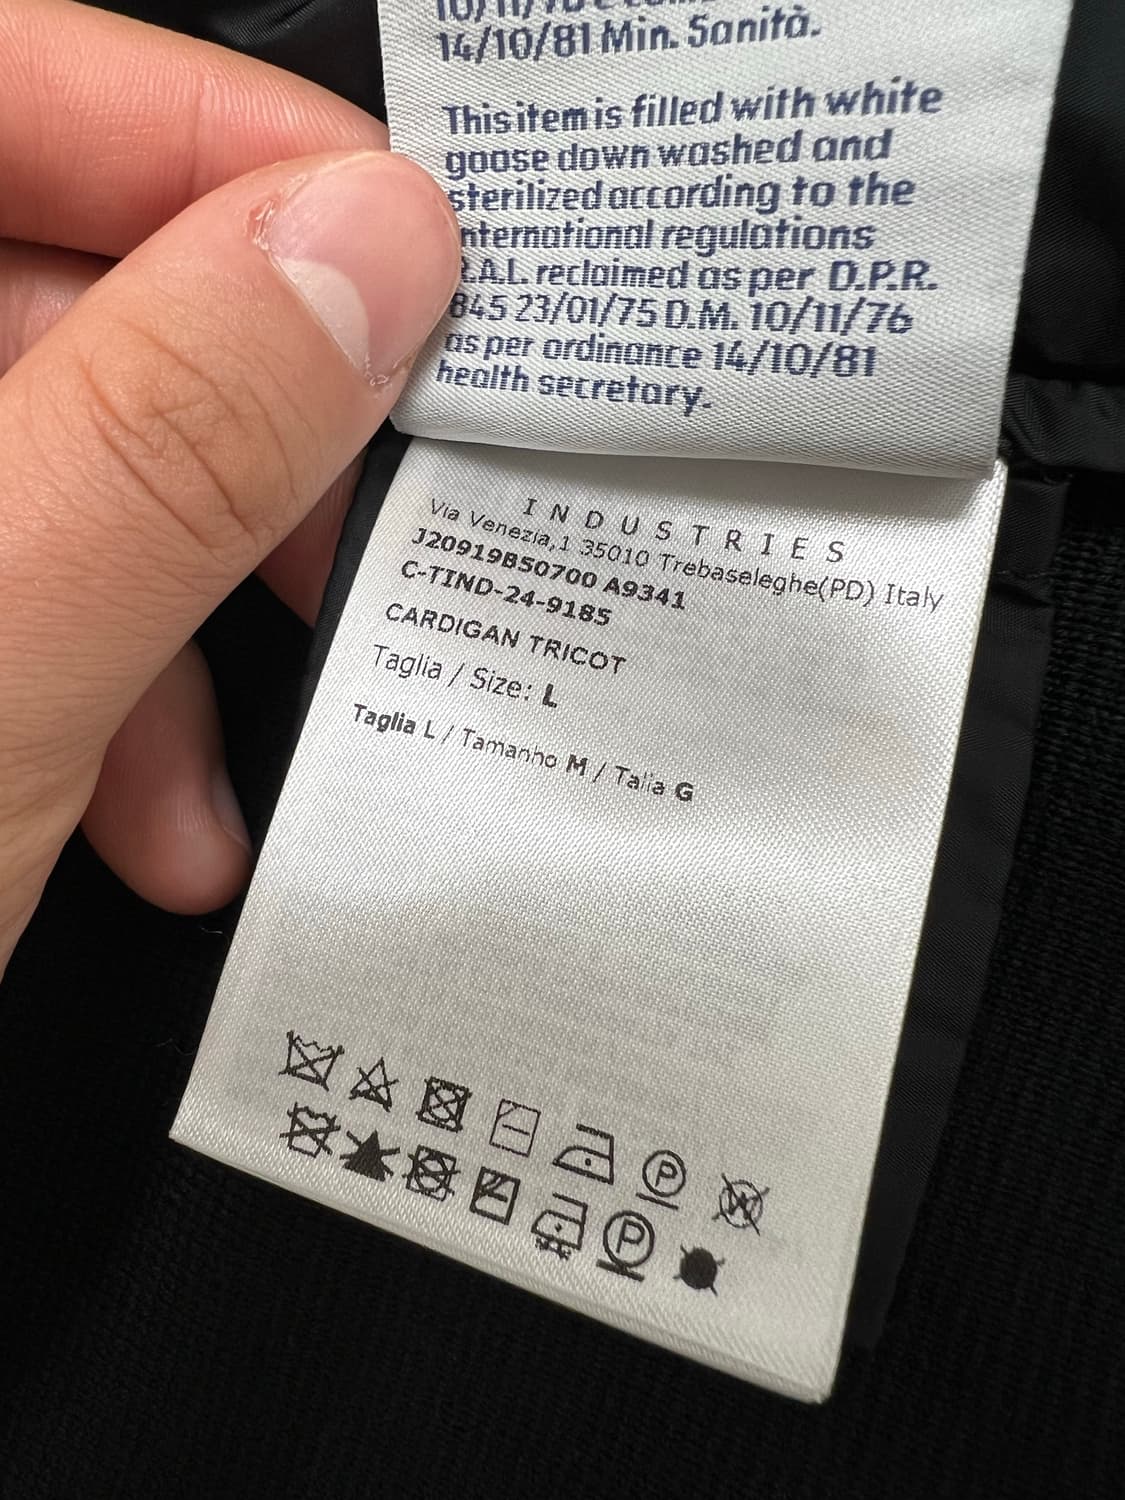 14/10/81 Min. Sanità.
This item is filled with white
goose down washed and
sterilized according to the
international regulations
R.A.L. reclaimed as per D.P.R.
845 23/01/75 D.M. 10/11/76
as per ordinance 14/10/81
health secretary.
INDUSTRIES
Via Venezia,1 35010 Trebaseleghe(PD) Italy
J20919B50700 A9341
C-TIND-24-9185
CARDIGAN TRICOT
Taglia / Size: L
Taglia L / Tamanho M / Talla G
P W
P